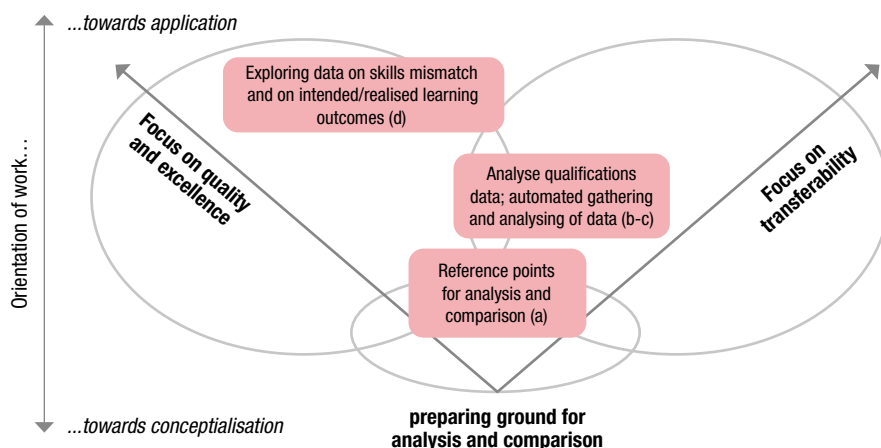 ...towards application
Exploring data on skills mismatch
and on intended/realised learning
outcomes (d)
Focus on quality
and excellence
Analyse qualifications
data; automated gathering
and analysing of data (b-c)
Focus on
transferability
Orientation of work...
Reference points
for analysis and
comparison (a)
...towards conceptialisation
preparing ground for
analysis and comparison